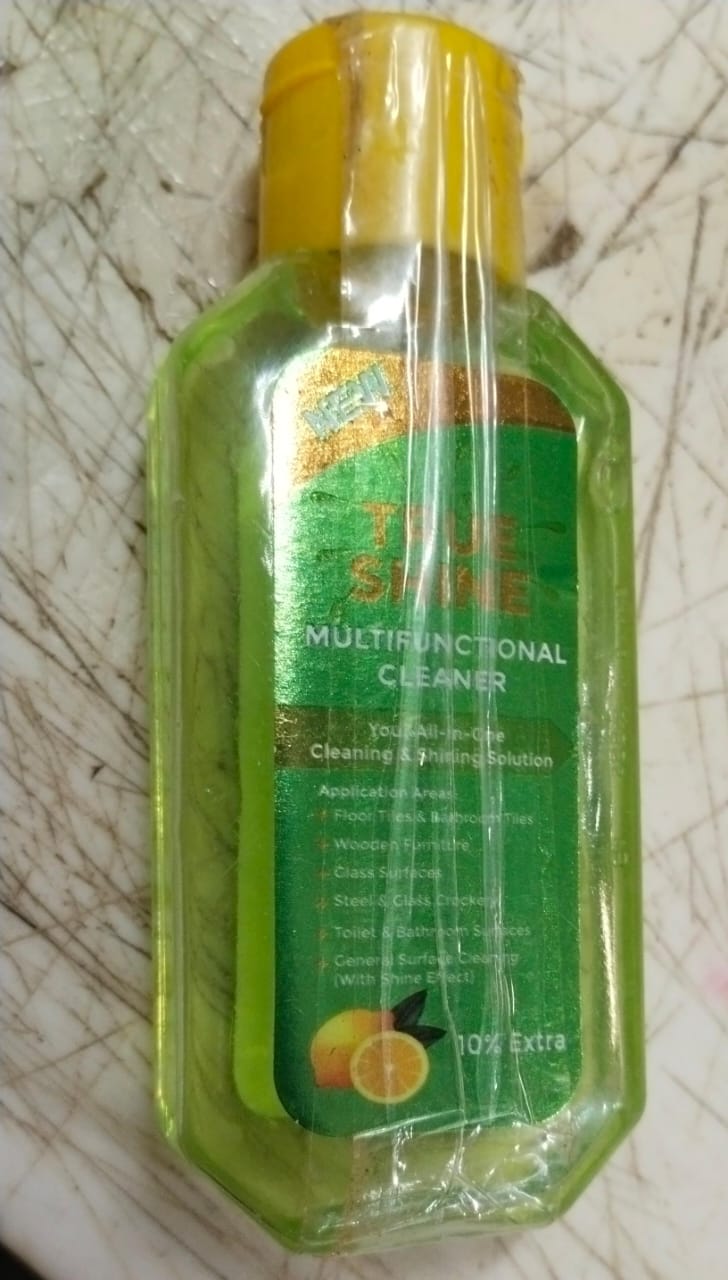 NEW
TRUE
SHINE
MULTIFUNCTIONAL
CLEANER
Your All-in-One
Cleaning & Shining Solution
Application Areas:
Floor Tiles & Bathroom Tiles
Wooden Furniture
Glass Surfaces
Steel & Glass Crockery
Toilet & Bathroom Surfaces
General Surface Cleaning
(With Shine Effect)
10% Extra